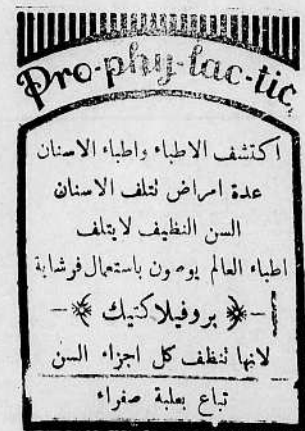 Pro-phy-lac-tic
اكتشف الاطباء واطباء الاسنان
عدة امراض لتلف الاسنان
السن النظيف لايتلف
اطباء العالم يوصون باستعمال فرشاية
بروفيلاكتيك
لانها تنظف كل اجزاء السن
تباع بعلبة صفراء